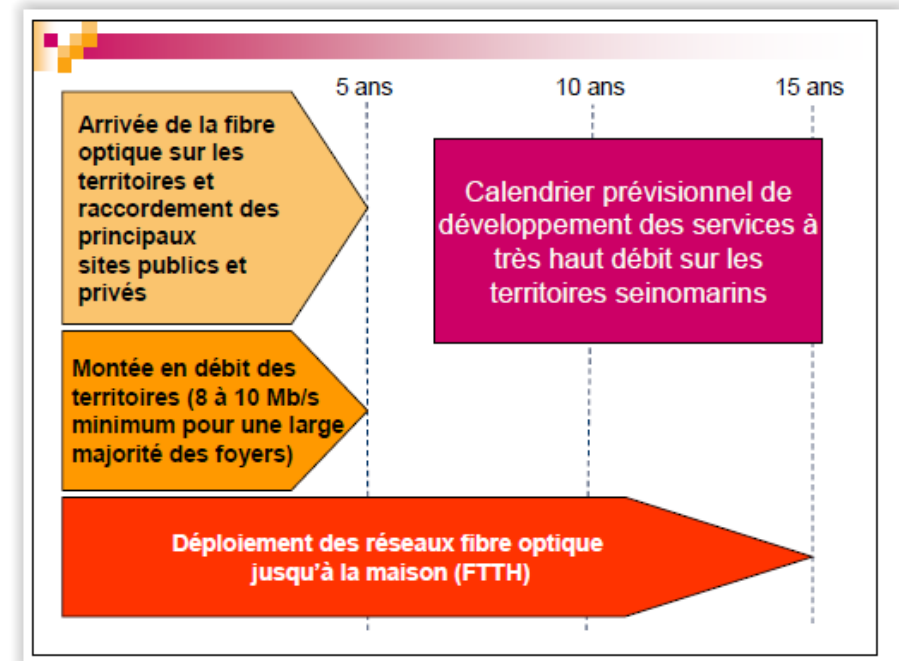 5 ans
10 ans
15 ans
Arrivée de la fibre
optique sur les
territoires et
raccordement des
principaux
sites publics et
privés
Calendrier prévisionnel de
développement des services à
très haut débit sur les
territoires seinomarins
Montée en débit des
territoires (8 à 10 Mb/s
minimum pour une large
majorité des foyers)
Déploiement des réseaux fibre optique
jusqu'à la maison (FTTH)